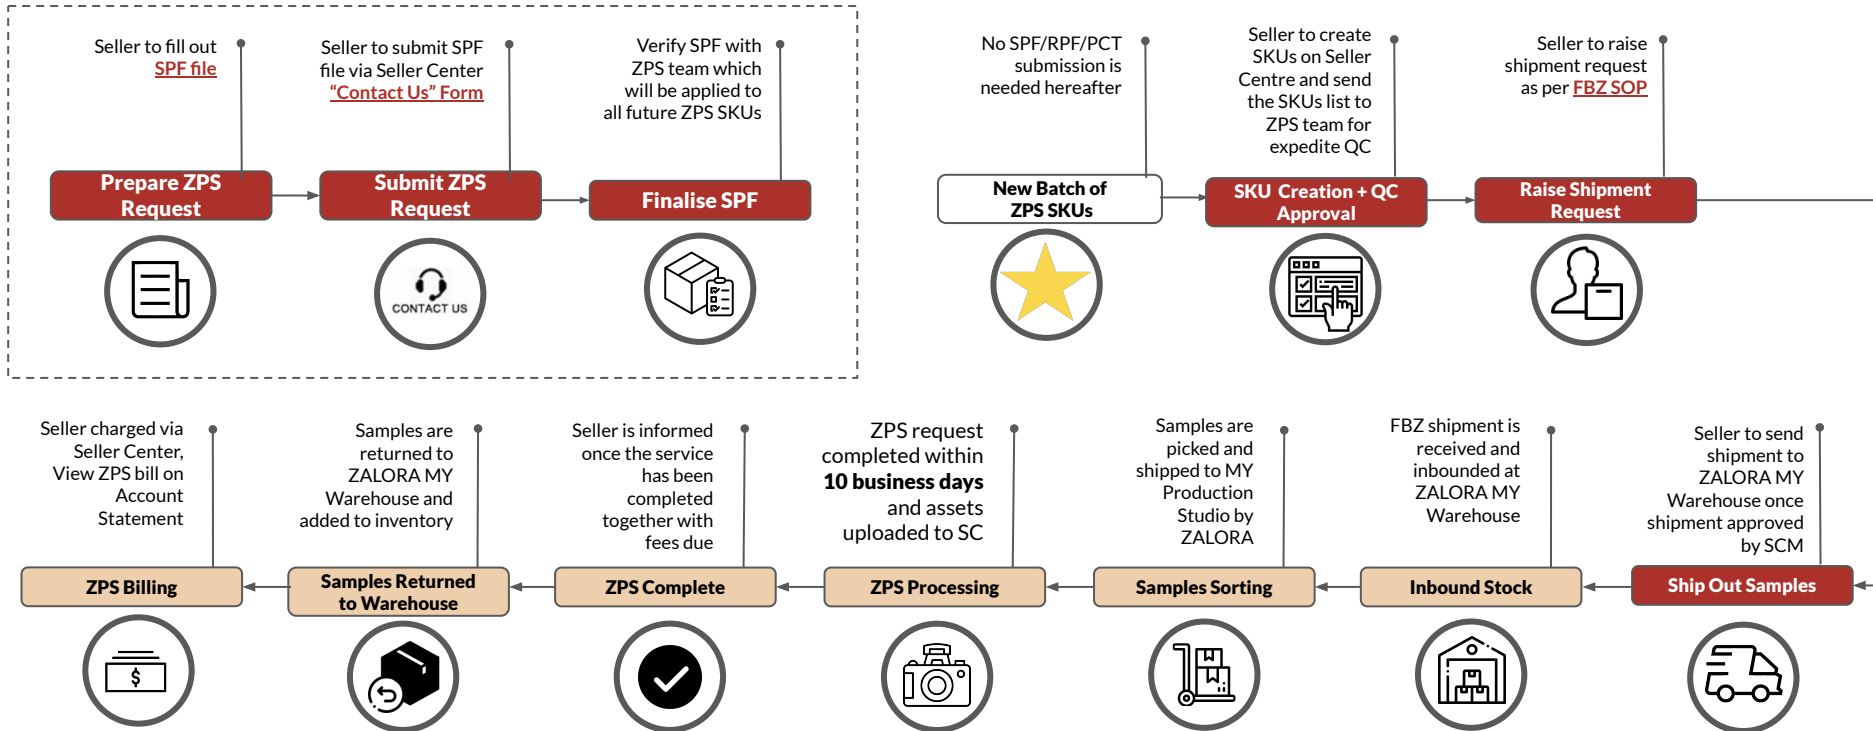 Seller to fill out
SPF file
Prepare ZPS
Request
Seller to submit SPF
file via Seller Center
“Contact Us” Form
Submit ZPS
Request
CONTACT US
Verify SPF with
ZPS team which
will be applied to
all future ZPS SKUs
Finalise SPF
No SPF/RPF/PCT
submission is
needed hereafter
New Batch of
ZPS SKUs
Seller to create
SKUs on Seller
Centre and send
the SKUs list to
ZPS team for
expedite QC
SKU Creation + QC
Approval
Seller to raise
shipment request
as per FBZ SOP
Raise Shipment
Request
Seller to send
shipment to
ZALORA MY
Warehouse once
shipment approved
by SCM
Ship Out Samples
FBZ shipment is
received and
inbounded at
ZALORA MY
Warehouse
Inbound Stock
Samples are
picked and
shipped to MY
Production
Studio by
ZALORA
Samples Sorting
ZPS request
completed within
10 business days
and assets
uploaded to SC
ZPS Processing
Seller is informed
once the service
has been
completed
together with
fees due
ZPS Complete
Samples are
returned to
ZALORA MY
Warehouse and
added to inventory
Samples Returned
to Warehouse
Seller charged via
Seller Center,
View ZPS bill on
Account
Statement
ZPS Billing
$